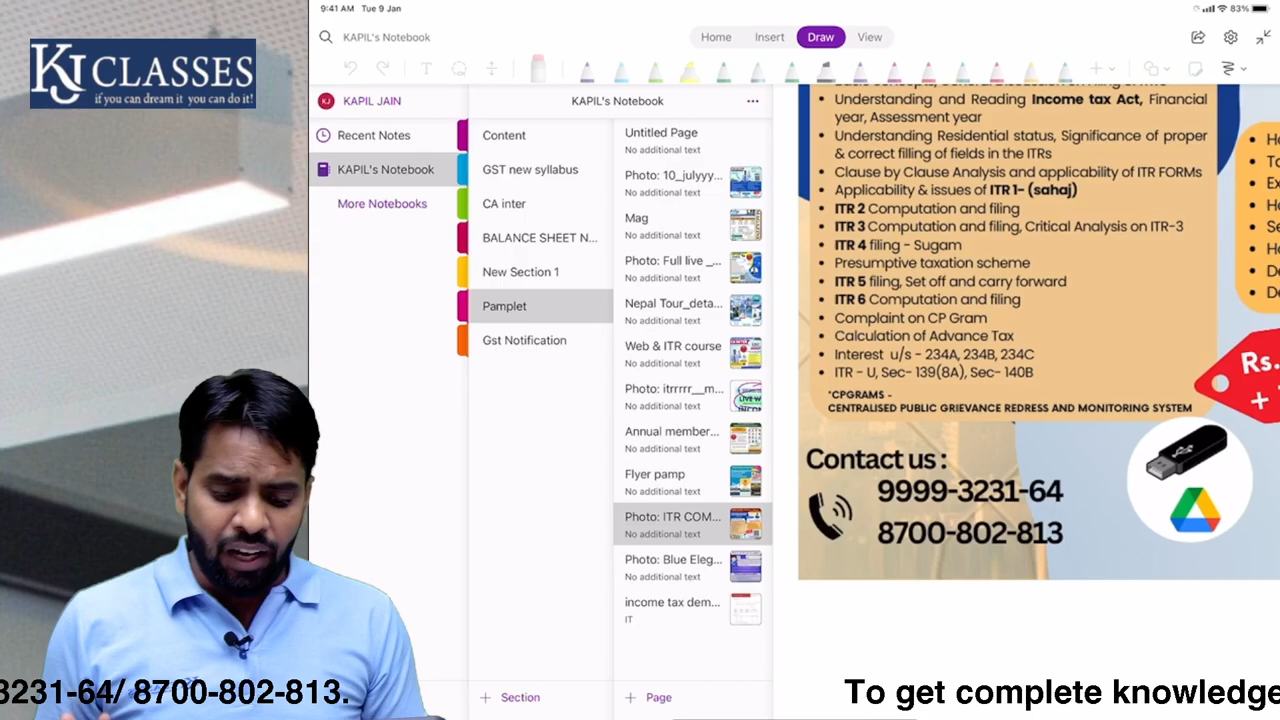 9:41 AM Tue 9 Jan
83%
KAPIL's Notebook
Home Insert Draw View
KJ CLASSES
if you can dream it you can do it!
KJ KAPIL JAIN
Recent Notes
KAPIL's Notebook
More Notebooks
Content
GST new syllabus
CA inter
BALANCE SHEET N...
New Section 1
Pamplet
Gst Notification
+ Section
KAPIL's Notebook
Untitled Page
No additional text
Photo: 10_julyyy...
No additional text
Mag
No additional text
Photo: Full live _...
No additional text
Nepal Tour_deta...
No additional text
Web & ITR course
No additional text
Photo: itrrrrr__m...
No additional text
Annual member...
No additional text
Flyer pamp
No additional text
Photo: ITR COM...
No additional text
Photo: Blue Eleg...
No additional text
income tax dem...
IT
+ Page
• Understanding and Reading Income tax Act, Financial
year, Assessment year
• Understanding Residential status, Significance of proper
& correct filling of fields in the ITRs
• Clause by Clause Analysis and applicability of ITR FORMs
• Applicability & issues of ITR 1- (sahaj)
• ITR 2 Computation and filing
• ITR 3 Computation and filing, Critical Analysis on ITR-3
• ITR 4 filing - Sugam
• Presumptive taxation scheme
• ITR 5 filing, Set off and carry forward
• ITR 6 Computation and filing
• Complaint on CP Gram
• Calculation of Advance Tax
• Interest u/s - 234A, 234B, 234C
• ITR - U, Sec- 139(8A), Sec- 140B
*CPGRAMS -
CENTRALISED PUBLIC GRIEVANCE REDRESS AND MONITORING SYSTEM
Rs.
+
Contact us :
9999-3231-64
8700-802-813
3231-64/ 8700-802-813.
To get complete knowledge